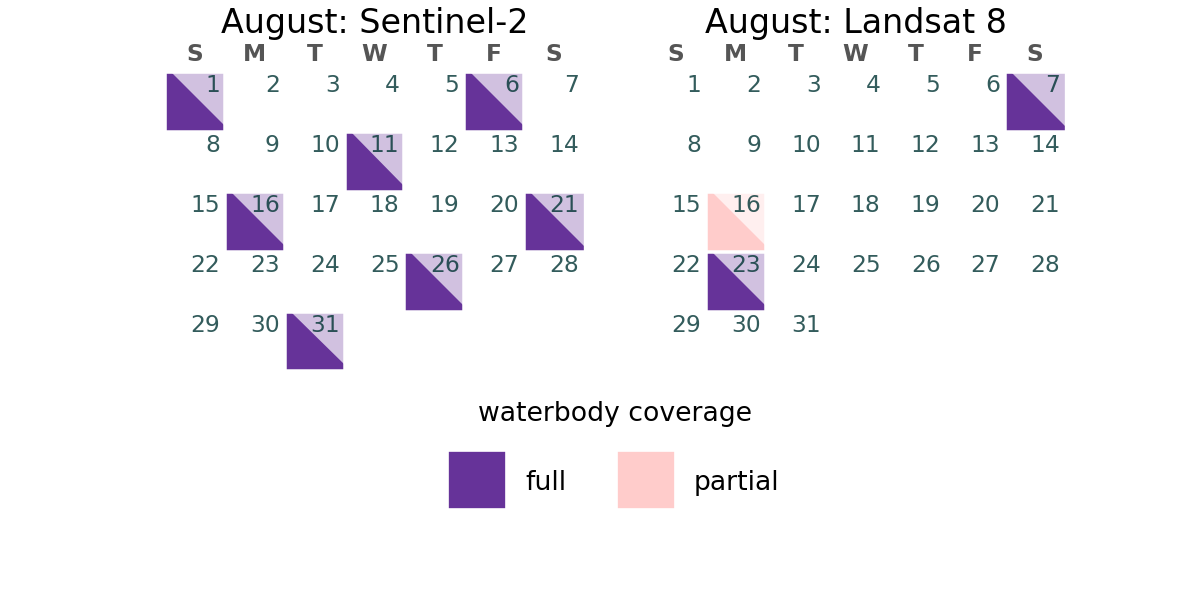 August: Sentinel-2
S M T W T F S
1 2 3 4 5 6 7
8 9 10 11 12 13 14
15 16 17 18 19 20 21
22 23 24 25 26 27 28
29 30 31
August: Landsat 8
S M T W T F S
1 2 3 4 5 6 7
8 9 10 11 12 13 14
15 16 17 18 19 20 21
22 23 24 25 26 27 28
29 30 31
waterbody coverage
full
partial